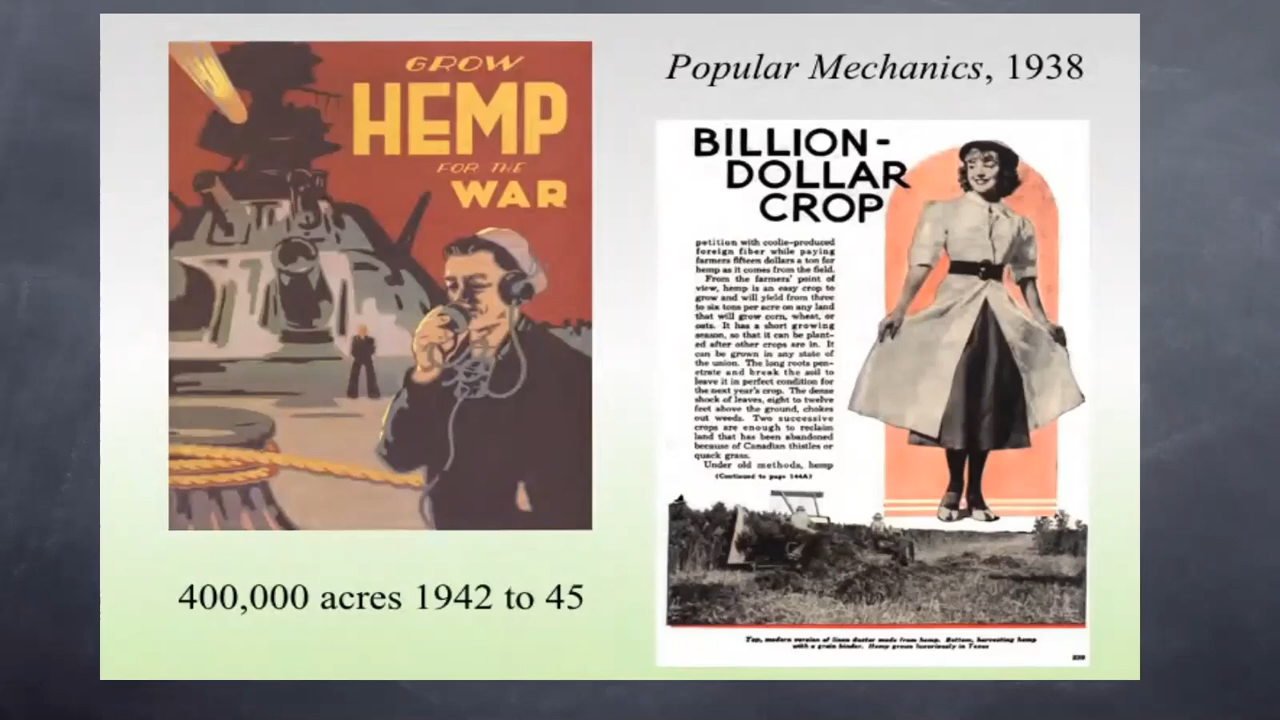 GROW
HEMP
FOR THE
WAR
400,000 acres 1942 to 45
Popular Mechanics, 1938
BILLION-
DOLLAR
CROP
petition with coolie-produced
foreign fiber while paying
farmers fifteen dollars a ton for
hemp as it comes from the field.
From the farmers' point of
view, hemp is an easy crop to
grow and will yield from three
to six tons per acre on any land
that will grow corn, wheat, or
oats. It has a short growing
season, so that it can be plant-
ed after other crops are in. It
can be grown in any state of
the union. The long roots pen-
etrate and break the soil to
leave it in perfect condition for
the next year's crop. The dense
shock of leaves, eight to twelve
feet above the ground, chokes
out weeds. Two successive
crops are enough to reclaim
land that has been abandoned
because of Canadian thistles or
quack grass.
Under old methods, hemp
(Continued to page 144A)
Top, modern version of linen duster made from hemp. Bottom, harvesting hemp
with a grain binder. Hemp grows luxuriously in Texas